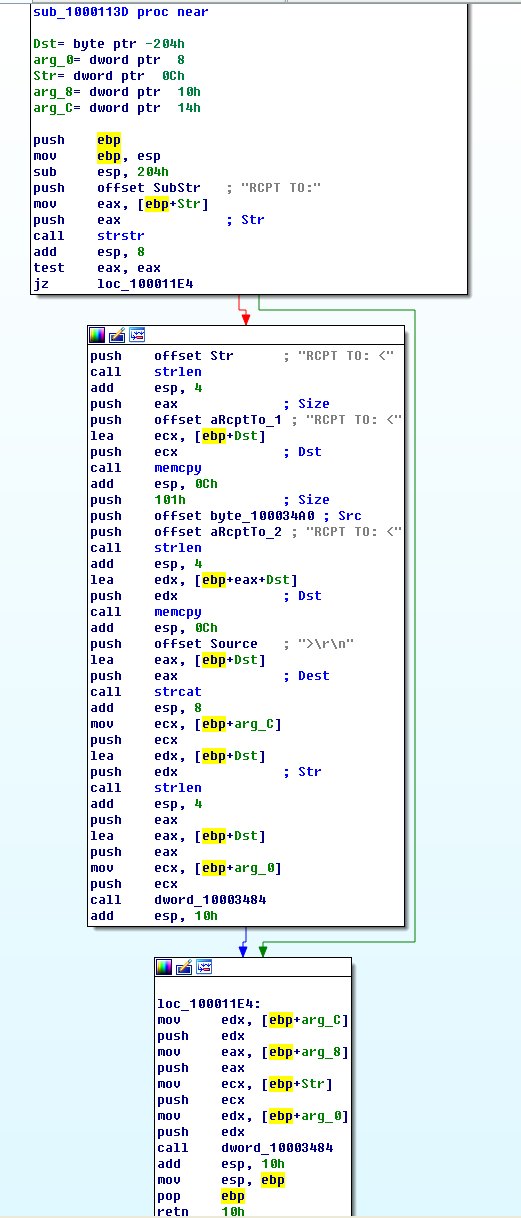 sub_1000113D proc near
Dst= byte ptr -204h
arg_0= dword ptr  8
Str= dword ptr  0Ch
arg_8= dword ptr  10h
arg_C= dword ptr  14h
push    ebp
mov     ebp, esp
sub     esp, 204h
push    offset SubStr   ; "RCPT TO:"
mov     eax, [ebp+Str]
push    eax             ; Str
call    strstr
add     esp, 8
test    eax, eax
jz      loc_100011E4
push    offset Str      ; "RCPT TO: <"
call    strlen
add     esp, 4
push    eax             ; Size
push    offset aRcptTo_1 ; "RCPT TO: <"
lea     ecx, [ebp+Dst]
push    ecx             ; Dst
call    memcpy
add     esp, 0Ch
push    101h            ; Size
push    offset byte_100034A0 ; Src
push    offset aRcptTo_2 ; "RCPT TO: <"
call    strlen
add     esp, 4
lea     edx, [ebp+eax+Dst]
push    edx             ; Dst
call    memcpy
add     esp, 0Ch
push    offset Source   ; ">\r\n"
lea     eax, [ebp+Dst]
push    eax             ; Dest
call    strcat
add     esp, 8
mov     ecx, [ebp+arg_C]
push    ecx
lea     edx, [ebp+Dst]
push    edx             ; Str
call    strlen
add     esp, 4
push    eax
lea     eax, [ebp+Dst]
push    eax
mov     ecx, [ebp+arg_0]
push    ecx
call    dword_10003484
add     esp, 10h
loc_100011E4:
mov     edx, [ebp+arg_C]
push    edx
mov     eax, [ebp+arg_8]
push    eax
mov     ecx, [ebp+Str]
push    ecx
mov     edx, [ebp+arg_0]
push    edx
call    dword_10003484
add     esp, 10h
mov     esp, ebp
pop     ebp
retn    10h